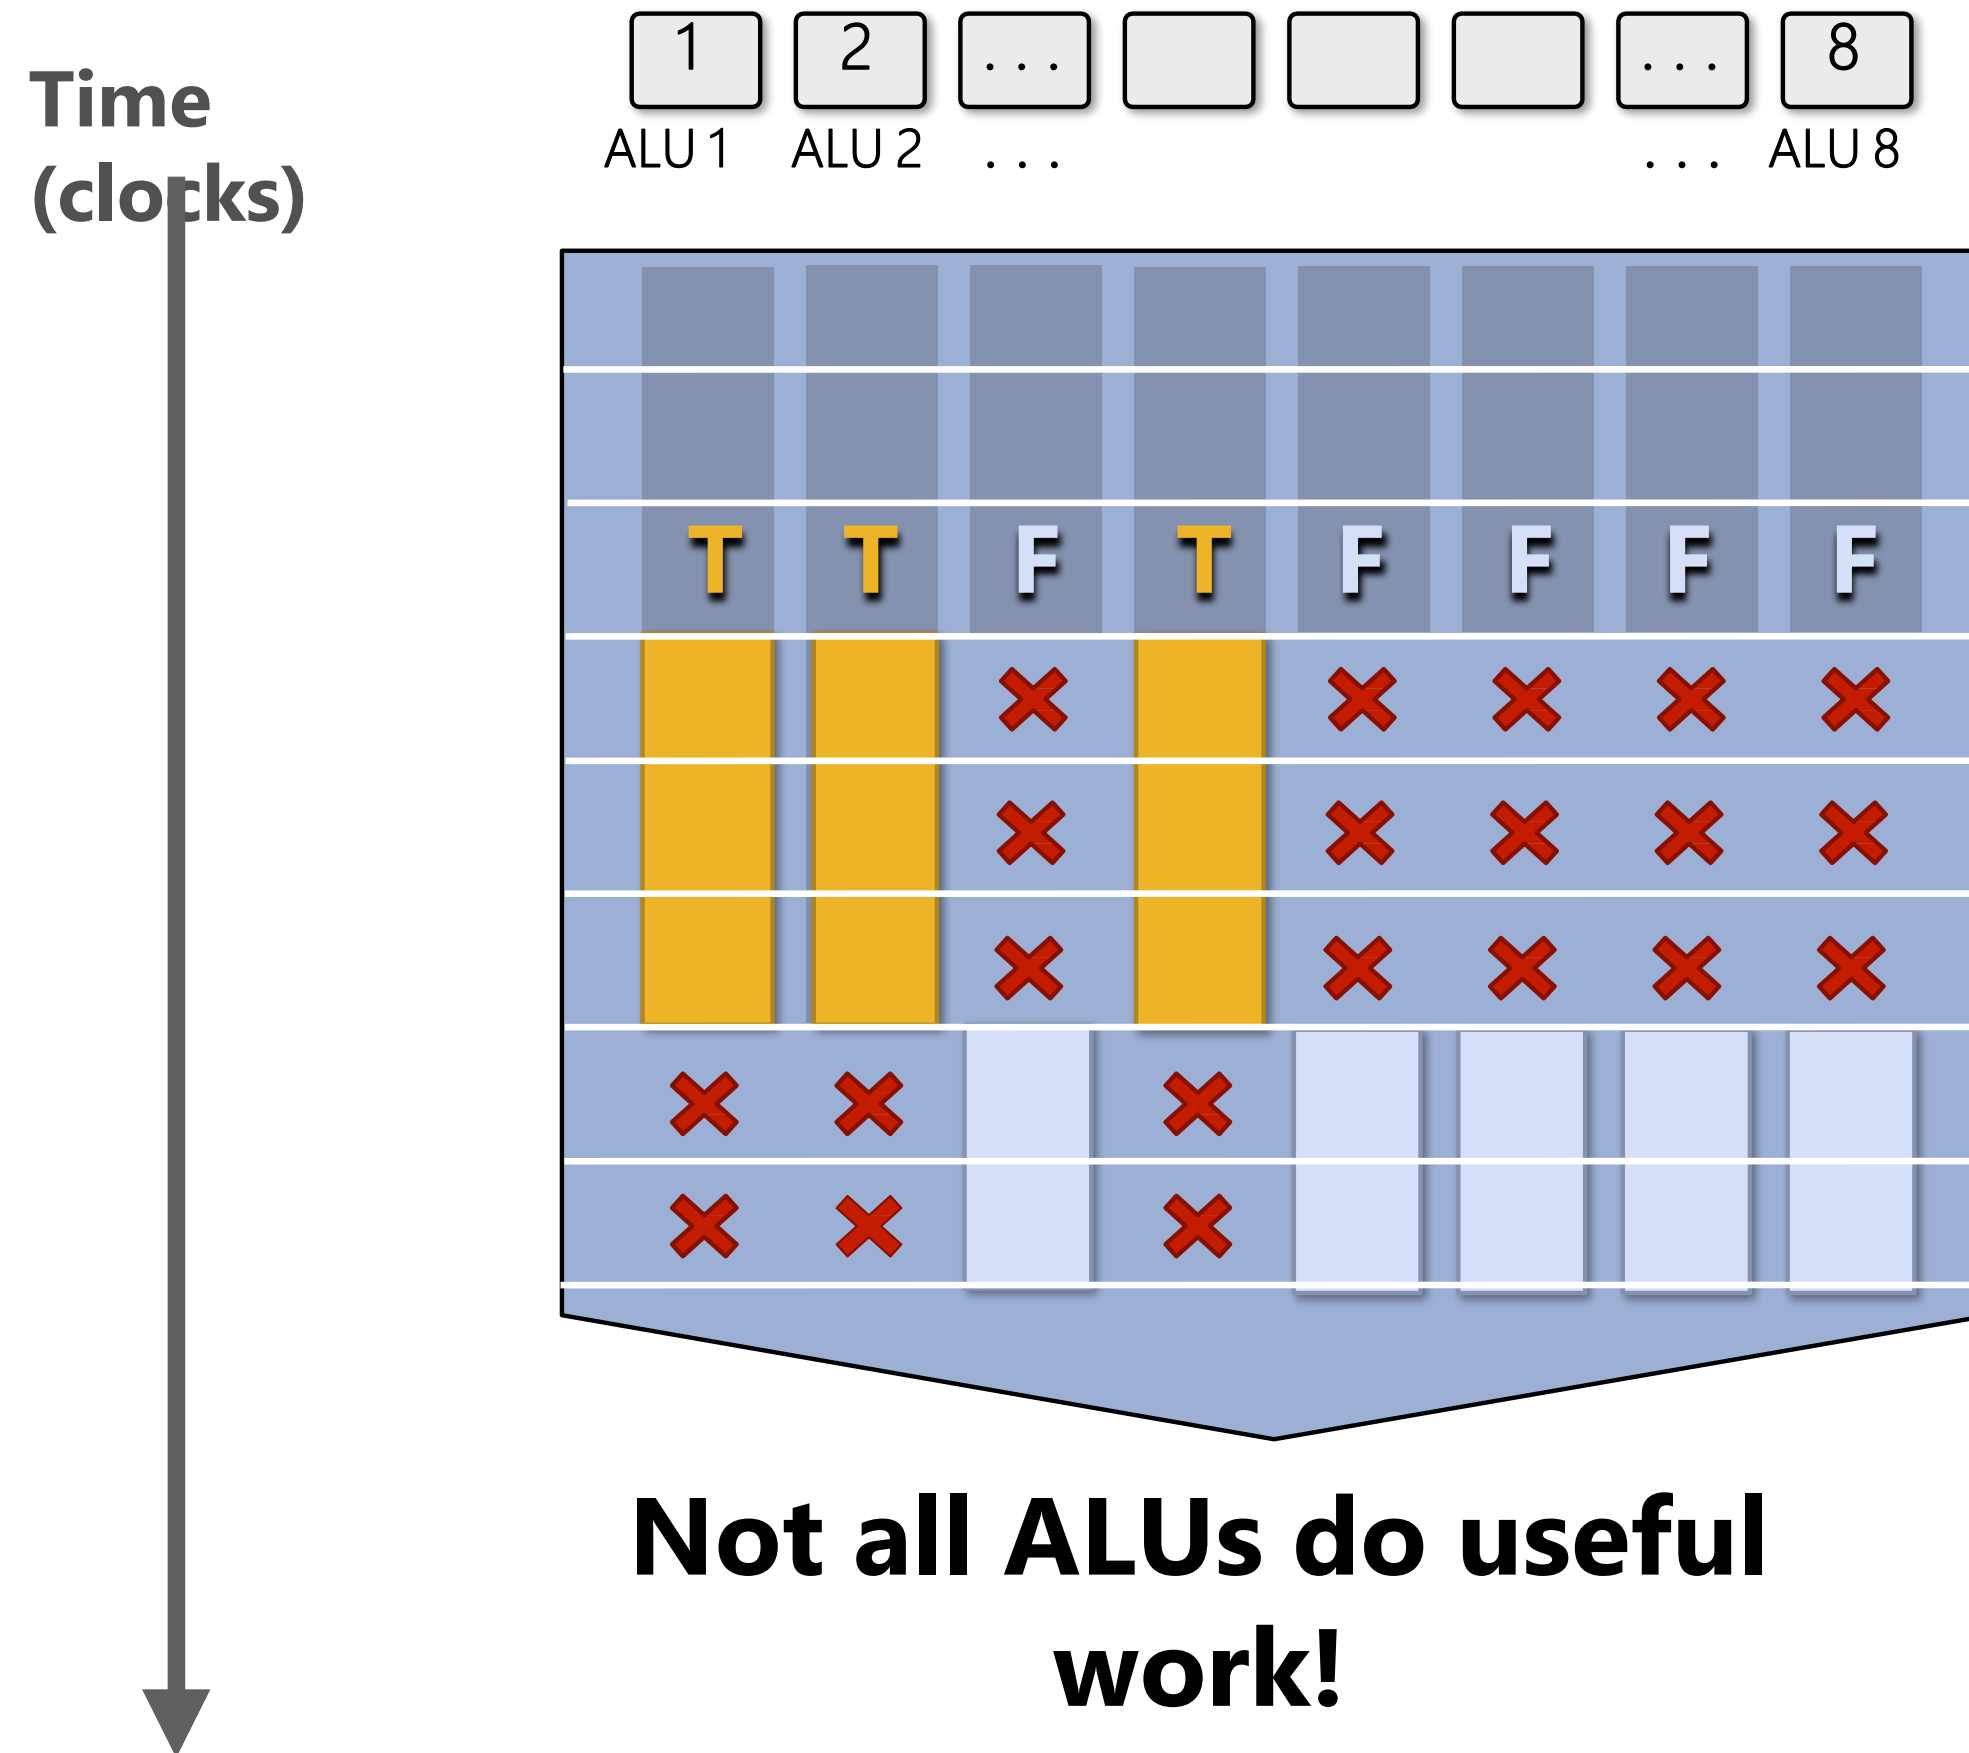 1 2 ... ... 8
Time
(clocks)
ALU 1 ALU 2 ... ... ALU 8
T T F T F F F F
Not all ALUs do useful
work!